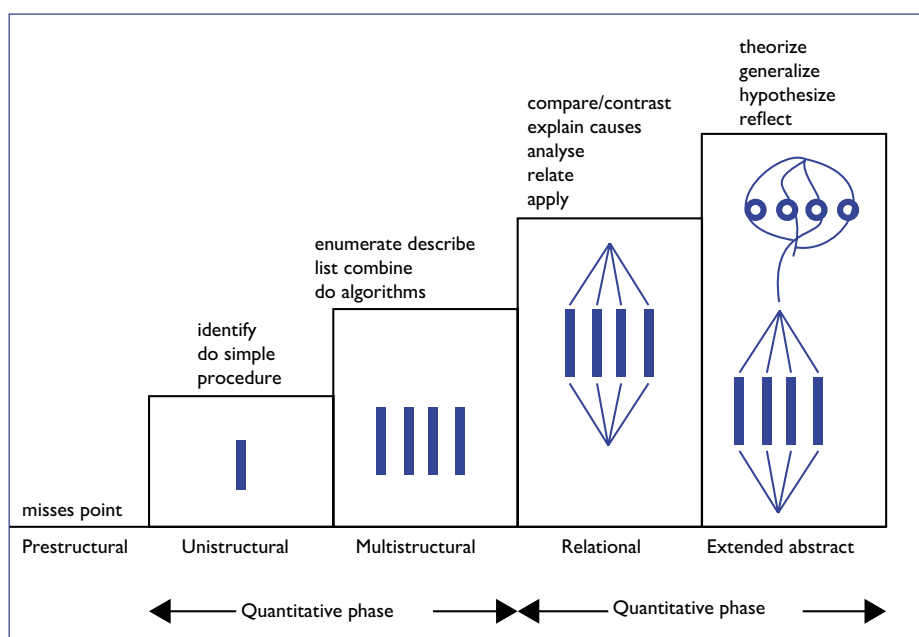 theorize
generalize
hypothesize
reflect
compare/contrast
explain causes
analyse
relate
apply
enumerate describe
list combine
do algorithms
identify
do simple
procedure
misses point
Prestructural
Unistructural
Multistructural
Relational
Extended abstract
Quantitative phase
Quantitative phase